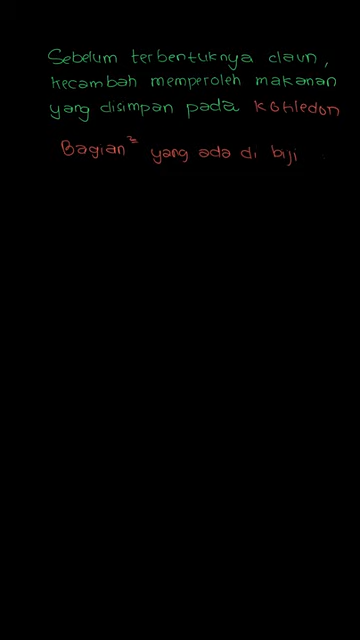 Sebelum terbentuknya daun,
kecambah memperoleh makanan
yang disimpan pada kotiledon
Bagian² yang ada di biji